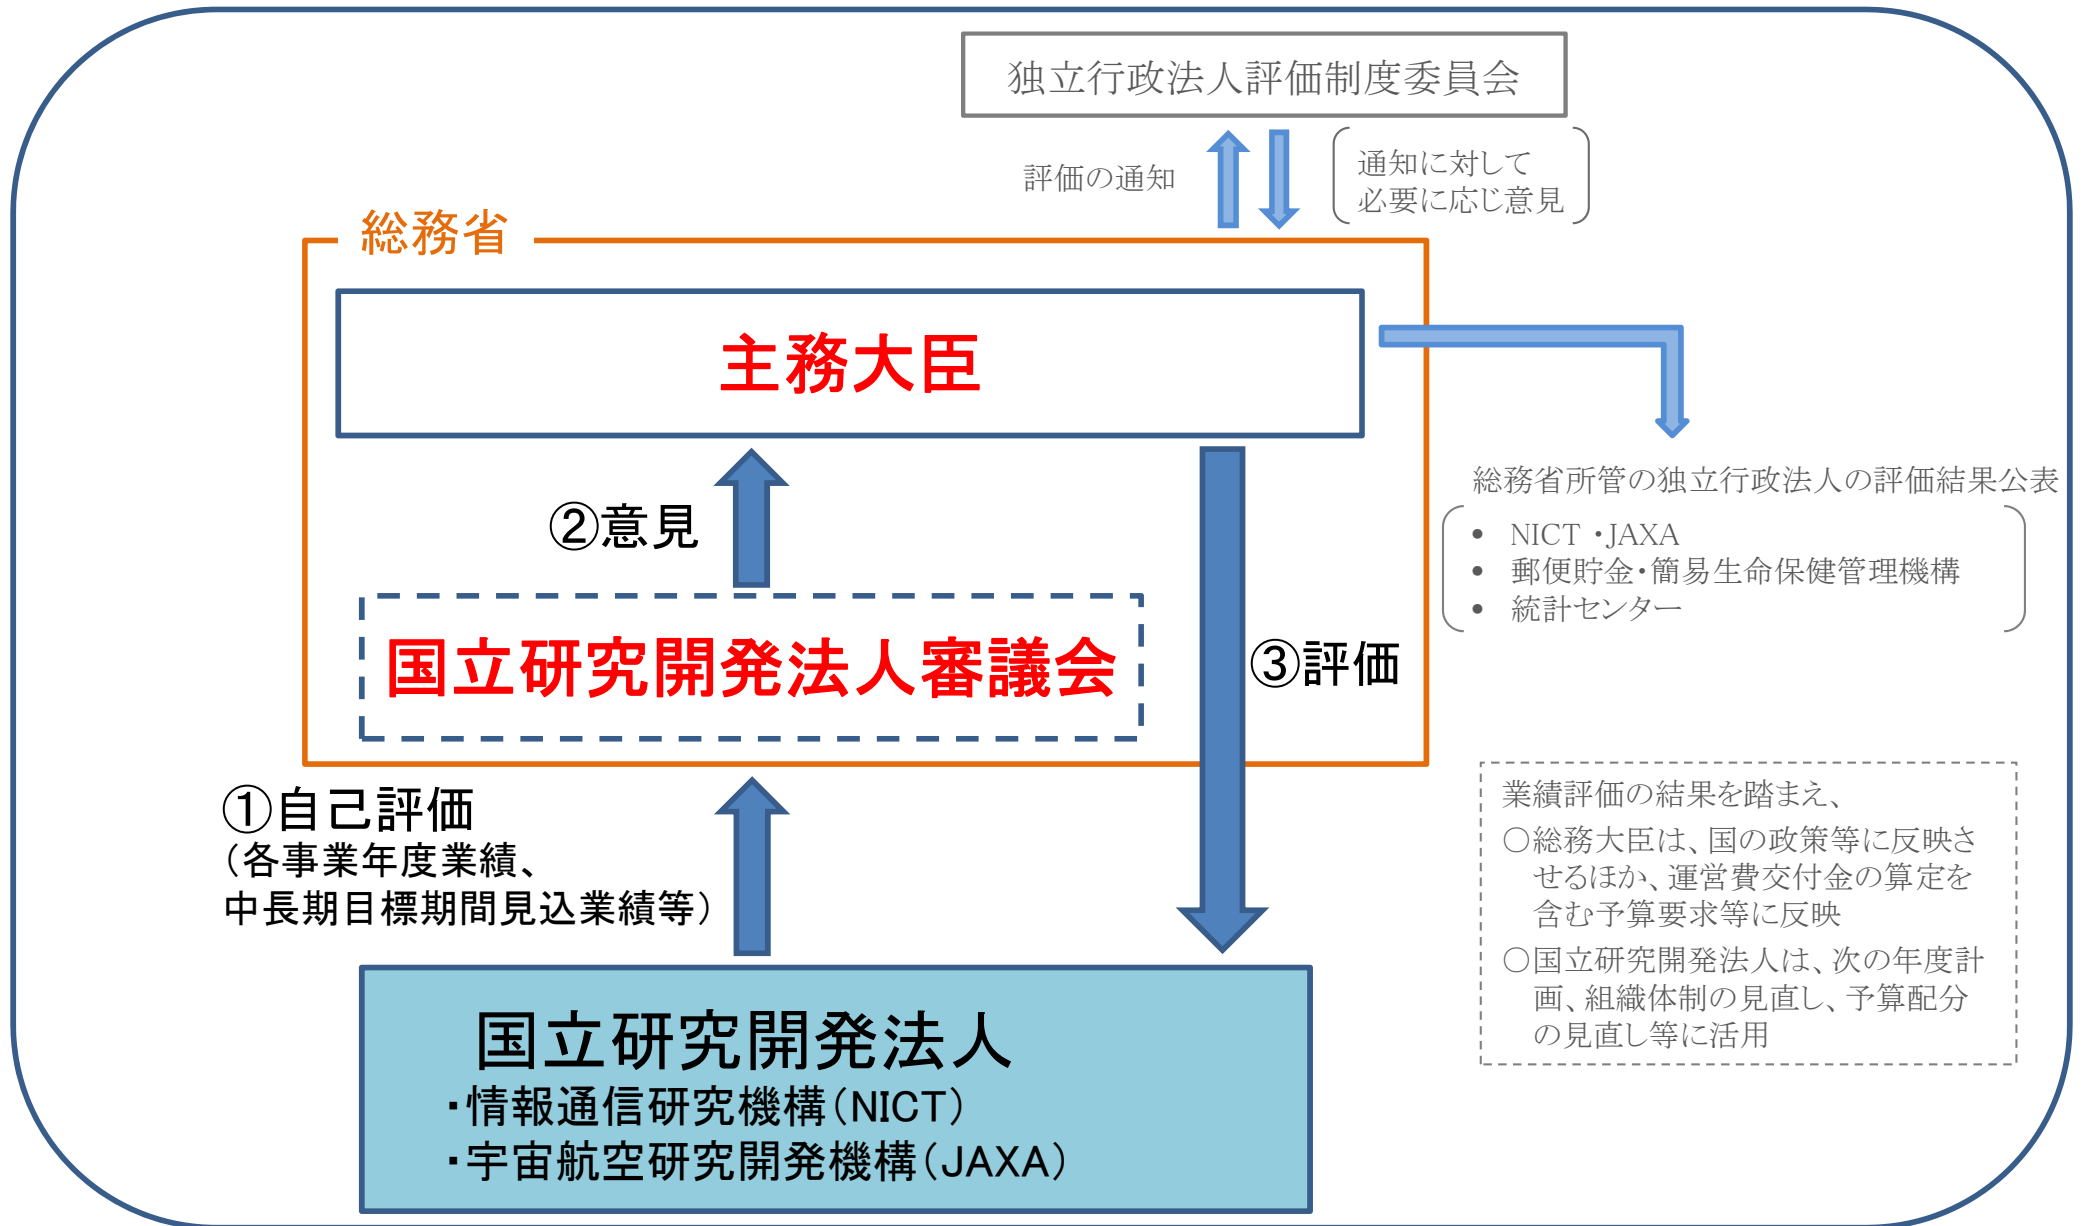 独立行政法人評価制度委員会
評価の通知
通知に対して
必要に応じ意見
総務省
主務大臣
②意見
国立研究開発法人審議会
③評価
総務省所管の独立行政法人の評価結果公表
• NICT・JAXA
• 郵便貯金・簡易生命保健管理機構
• 統計センター
①自己評価
（各事業年度業績、
中長期目標期間見込業績等）
業績評価の結果を踏まえ、
○総務大臣は、国の政策等に反映さ
せるほか、運営費交付金の算定を
含む予算要求等に反映
○国立研究開発法人は、次の年度計
画、組織体制の見直し、予算配分
の見直し等に活用
国立研究開発法人
・情報通信研究機構（NICT）
・宇宙航空研究開発機構（JAXA）